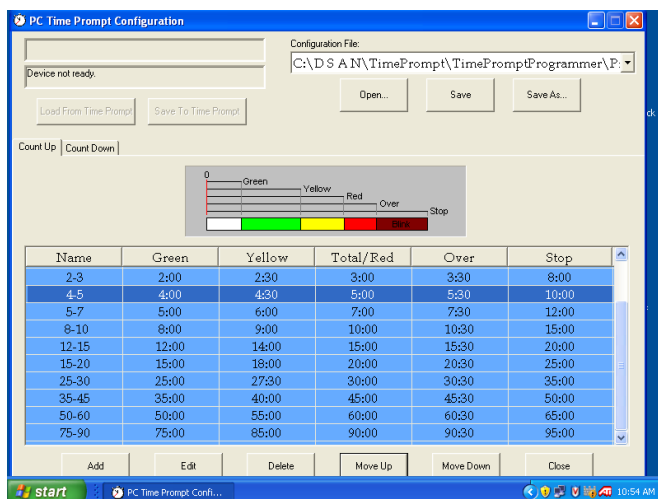 PC Time Prompt Configuration
Configuration File:
C:\D S A N\TimePrompt\TimePromptProgrammer\P
Device not ready.
Open... Save Save As...
Load From Time Prompt Save To Time Prompt
ck
Count Up Count Down
0
Green
Yellow
Red
Over
Stop
Name Green Yellow Total/Red Over Stop
2-3 2:00 2:30 3:00 3:30 8:00
4-5 4:00 4:30 5:00 5:30 10:00
5-7 5:00 6:00 7:00 7:30 12:00
8-10 8:00 9:00 10:00 10:30 15:00
12-15 12:00 14:00 15:00 15:30 20:00
15-20 15:00 18:00 20:00 20:30 25:00
25-30 25:00 27:30 30:00 30:30 35:00
35-45 35:00 40:00 45:00 45:30 50:00
50-60 50:00 55:00 60:00 60:30 65:00
75-90 75:00 85:00 90:00 90:30 95:00
Add Edit Delete Move Up Move Down Close
start PC Time Prompt Confi... 10:54 AM